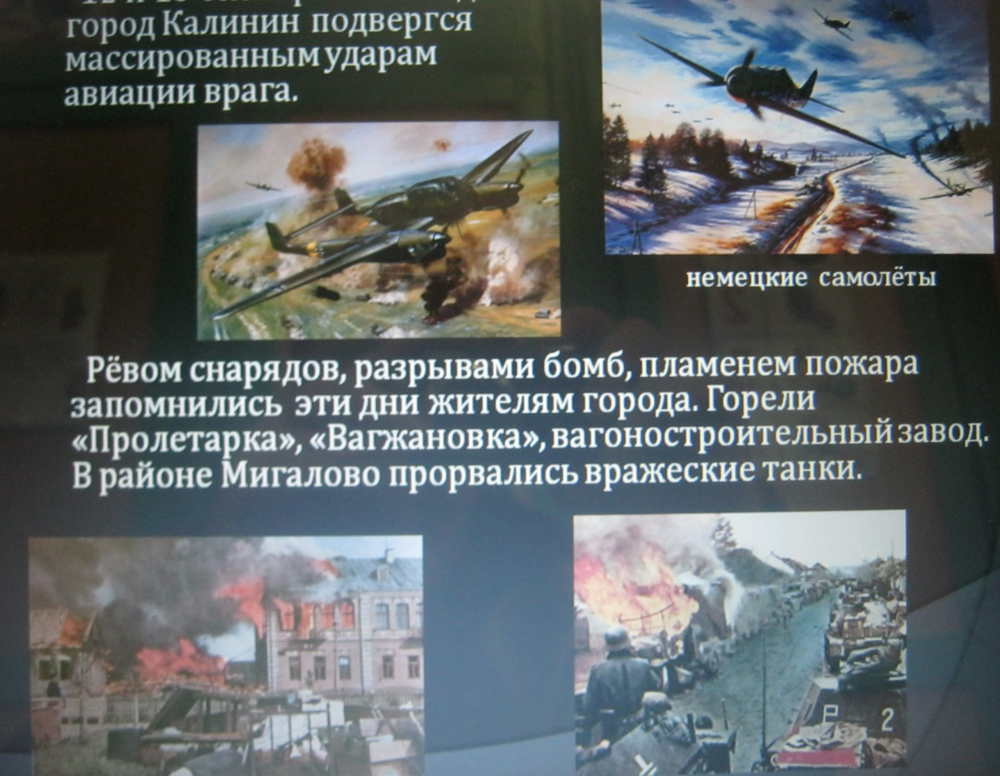 город Калинин подвергся
массированным ударам
авиации врага.
немецкие самолёты
Рёвом снарядов, разрывами бомб, пламенем пожара
запомнились эти дни жителям города. Горели
«Пролетарка», «Вагжановка», вагоностроительный завод.
В районе Мигалово прорвались вражеские танки.
2